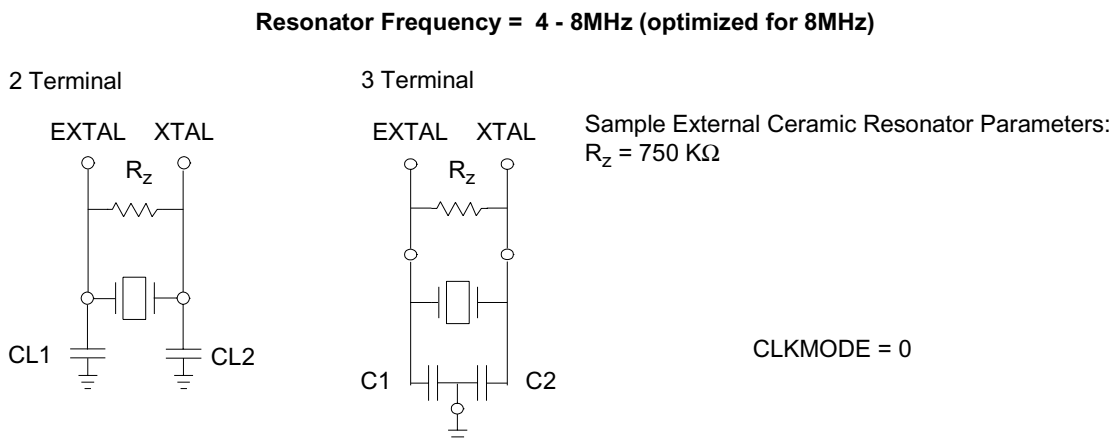 Resonator Frequency = 4 - 8MHz (optimized for 8MHz)
2 Terminal
3 Terminal
EXTAL XTAL
EXTAL XTAL
Sample External Ceramic Resonator Parameters:
Rz = 750 KΩ
Rz
Rz
CL1
CL2
CLKMODE = 0
C1
C2